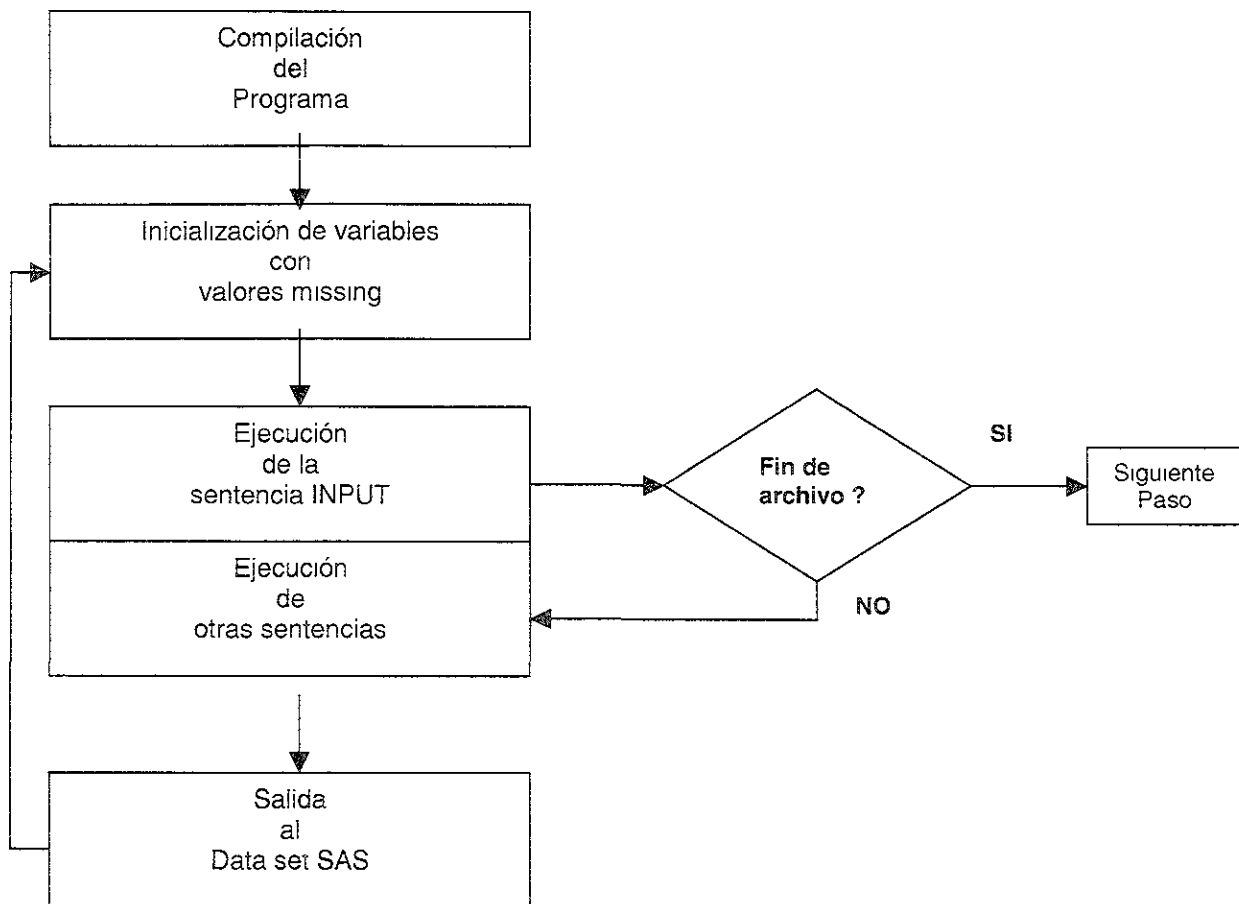 Compilación
del
Programa
Inicialización de variables
con
valores missing
Ejecución
de la
sentencia INPUT
Fin de
archivo ?
SI
Siguiente
Paso
Ejecución
de
otras sentencias
NO
Salida
al
Data set SAS